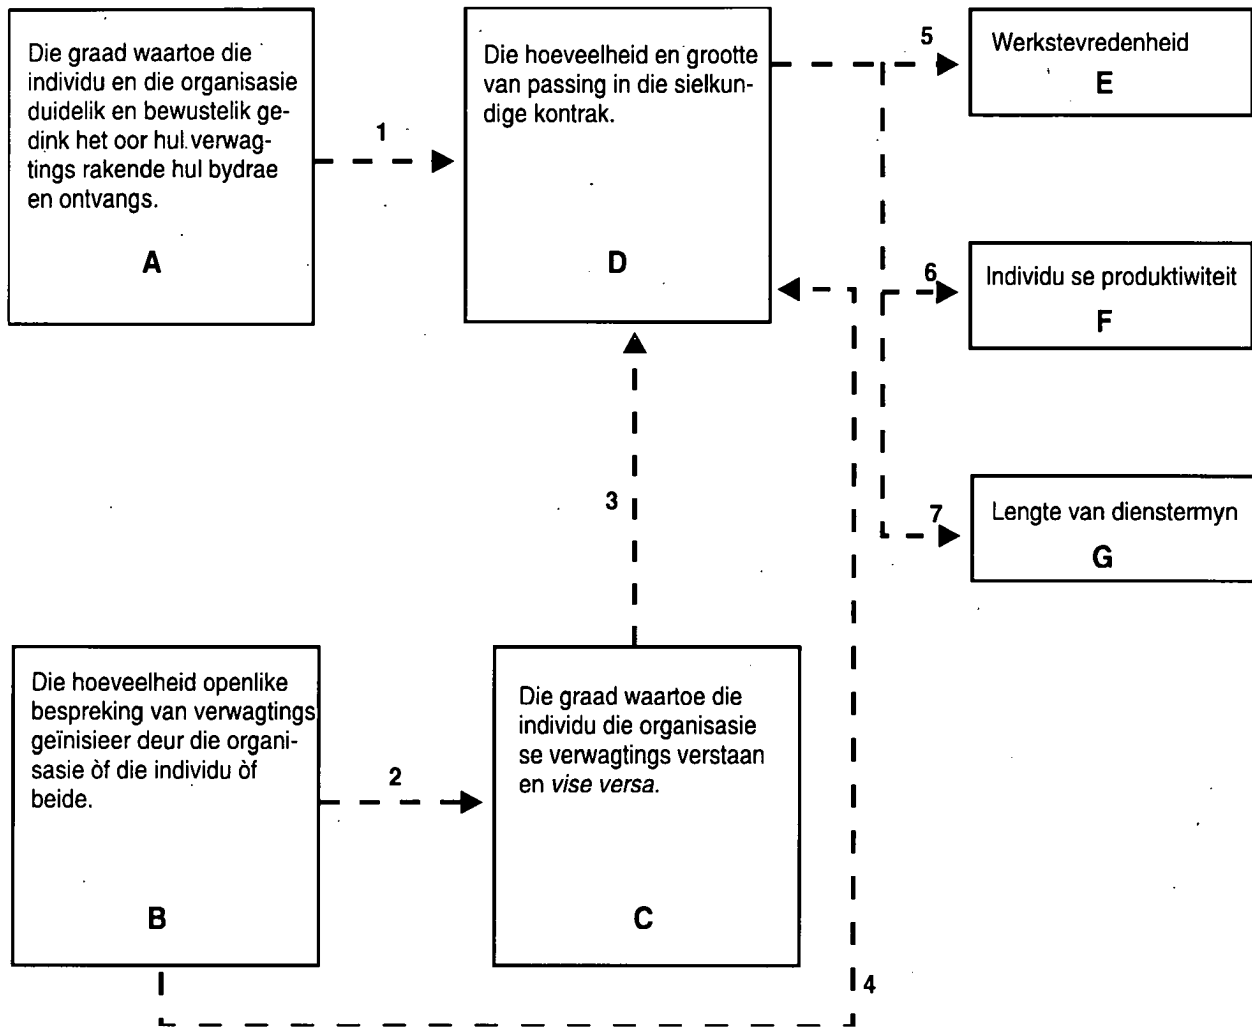 Die graad waartoe die
individu en die organisasie
duidelik en bewustelik ge-
dink het oor hul verwag-
tings rakende hul bydrae
en ontvangs.
A
1
Die hoeveelheid en grootte
van passing in die sielkun-
dige kontrak.
D
5
Werkstevredenheid
E
6
Individu se produktiwiteit
F
7
Lengte van dienstermyn
G
3
Die hoeveelheid openlike
bespreking van verwagtings
geïnisieer deur die organi-
sasie òf die individu òf
beide.
B
2
Die graad waartoe die
individu die organisasie
se verwagtings verstaan
en vise versa.
C
4